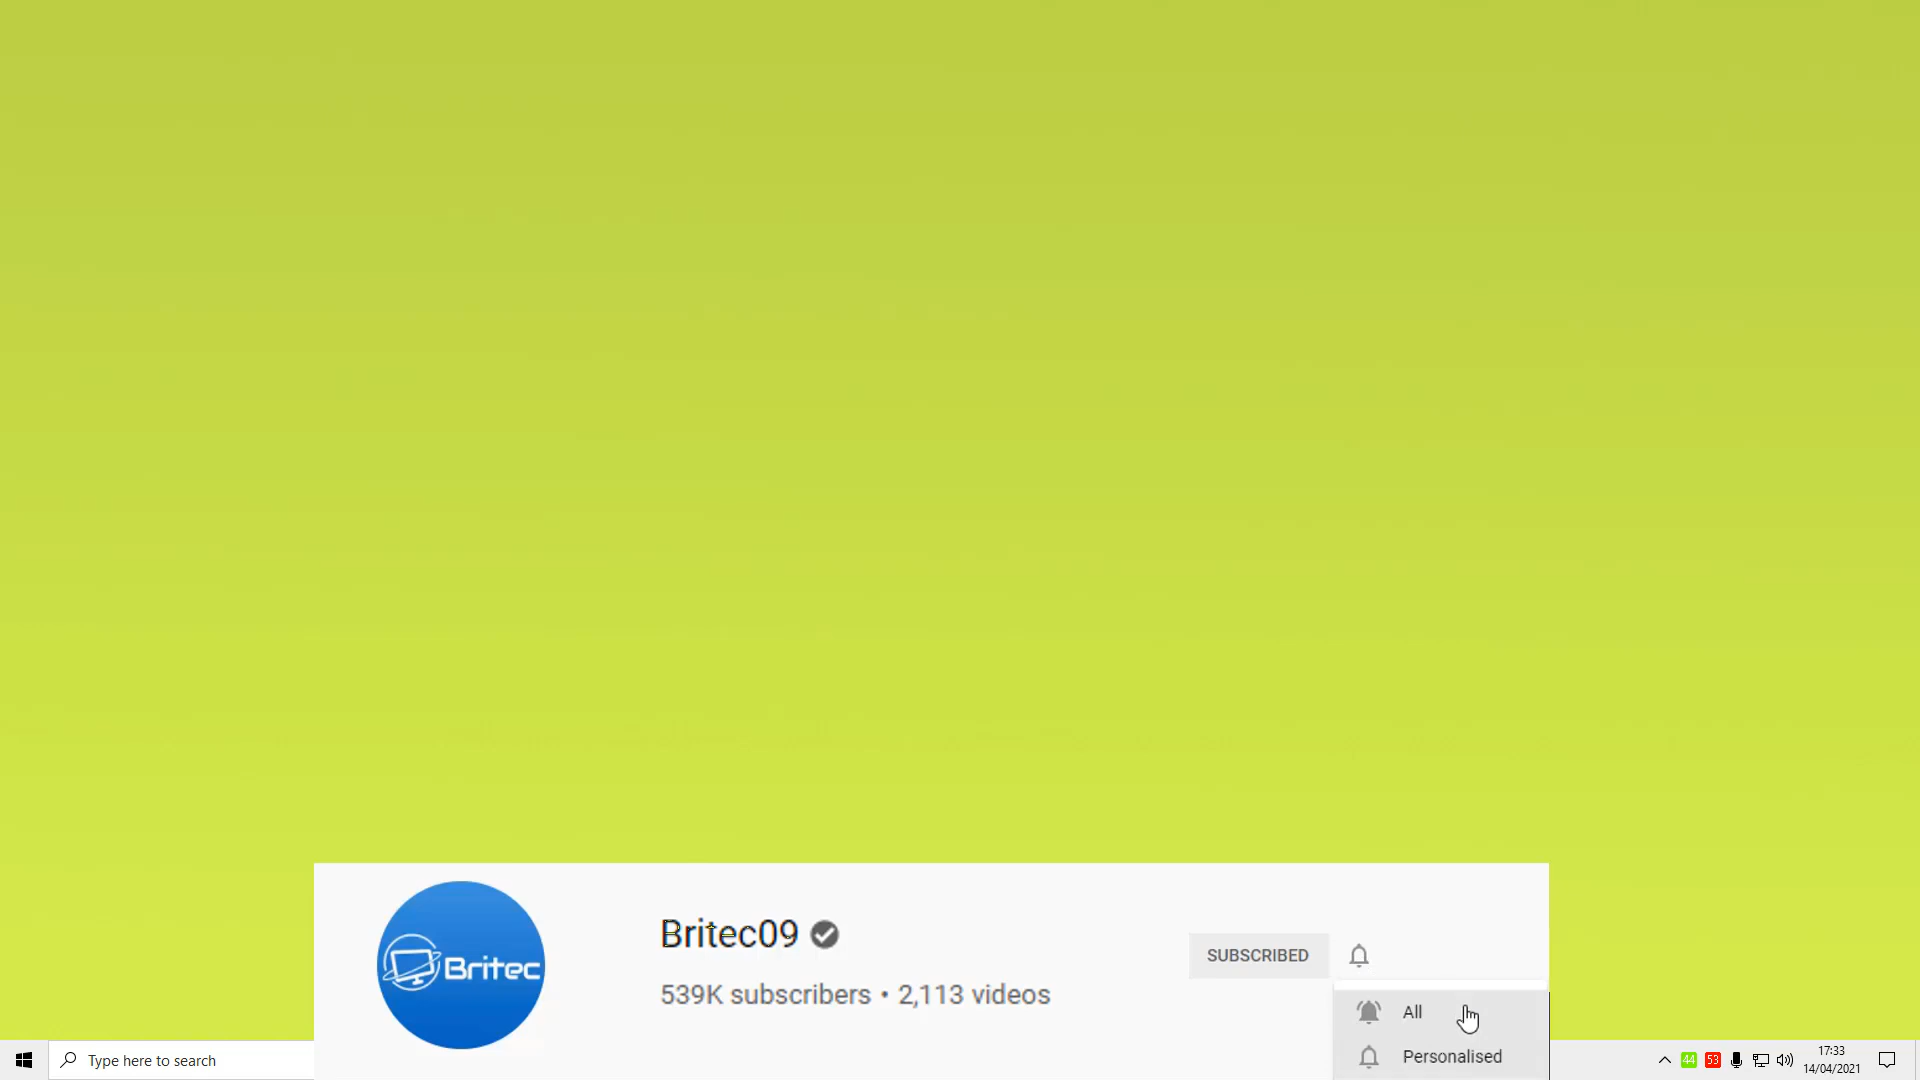 Britec
Britec09
539K subscribers • 2,113 videos
SUBSCRIBED
All
Personalised
Type here to search
44
53
17:33
14/04/2021